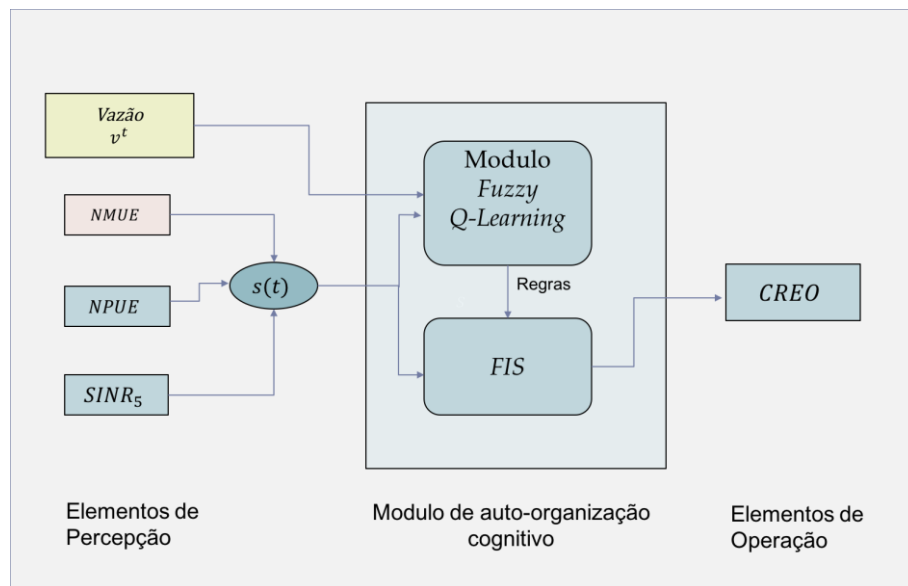 Vazão
v^t
NMUE
NPUE
SINR₅
s(t)
Modulo
Fuzzy
Q-Learning
Regras
FIS
CREO
Elementos de
Percepção
Modulo de auto-organização
cognitivo
Elementos de
Operação